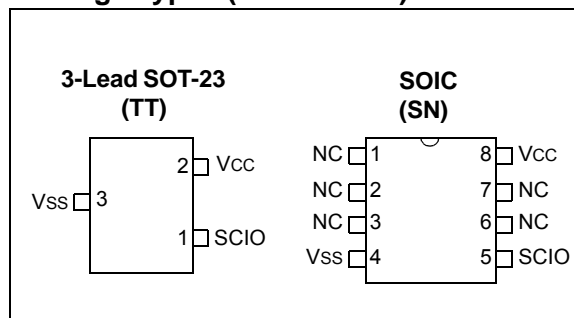 3-Lead SOT-23
(TT)
2 VCC
VSS 3
1 SCIO
SOIC
(SN)
NC 1 8 VCC
NC 2 7 NC
NC 3 6 NC
VSS 4 5 SCIO